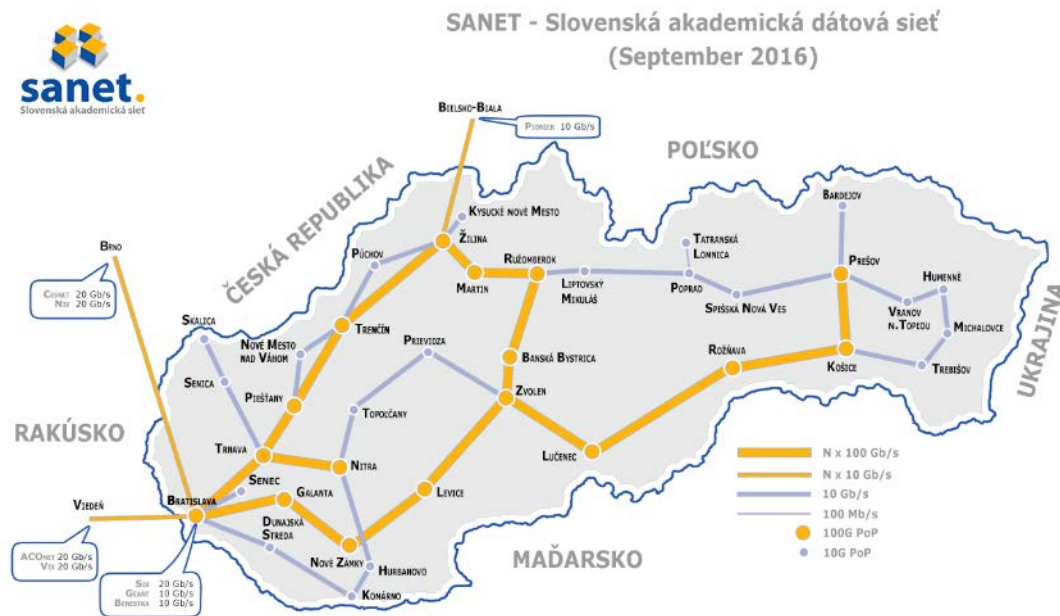 SANET - Slovenská akademická dátová sieť
(September 2016)
sanet.
Slovenská akademická sieť
BIELSKO-BIALA
PIONIER 10 Gb/s
POĽSKO
ČESKÁ REPUBLIKA
BARDEJOV
KYSUCKÉ NOVÉ MESTO
ŽILINA
BRNO
PÚCHOV
TATRANSKÁ
LOMNICA
RUŽOMBEROK
PREŠOV
HUMENNÉ
MARTIN
LIPTOVSKÝ
MIKULÁŠ
POPRAD
CESNET 20 Gb/s
NIX 20 Gb/s
SPIŠSKÁ NOVÁ VES
VRANOV
N.TOPĽOU
SKALICA
TRENČÍN
MICHALOVCE
UKRAJINA
NOVÉ MESTO
NAD VÁHOM
PRIEVIDZA
BANSKÁ BYSTRICA
ROŽŇAVA
KOŠICE
TREBIŠOV
SENICA
PIEŠŤANY
ZVOLEN
TOPOĽČANY
RAKÚSKO
TRNAVA
LUČENEC
N x 100 Gb/s
NITRA
N x 10 Gb/s
SENEC
BRATISLAVA
GALANTA
LEVICE
10 Gb/s
VIEDEŇ
100 Mb/s
DUNAJSKÁ
STREDA
100G PoP
NOVÉ ZÁMKY
MAĎARSKO
10G PoP
ACONET 20 Gb/s
VIX 20 Gb/s
HURBANOVO
SIX 20 Gb/s
GEANT 10 Gb/s
BENESTRA 10 Gb/s
KOMÁRNO